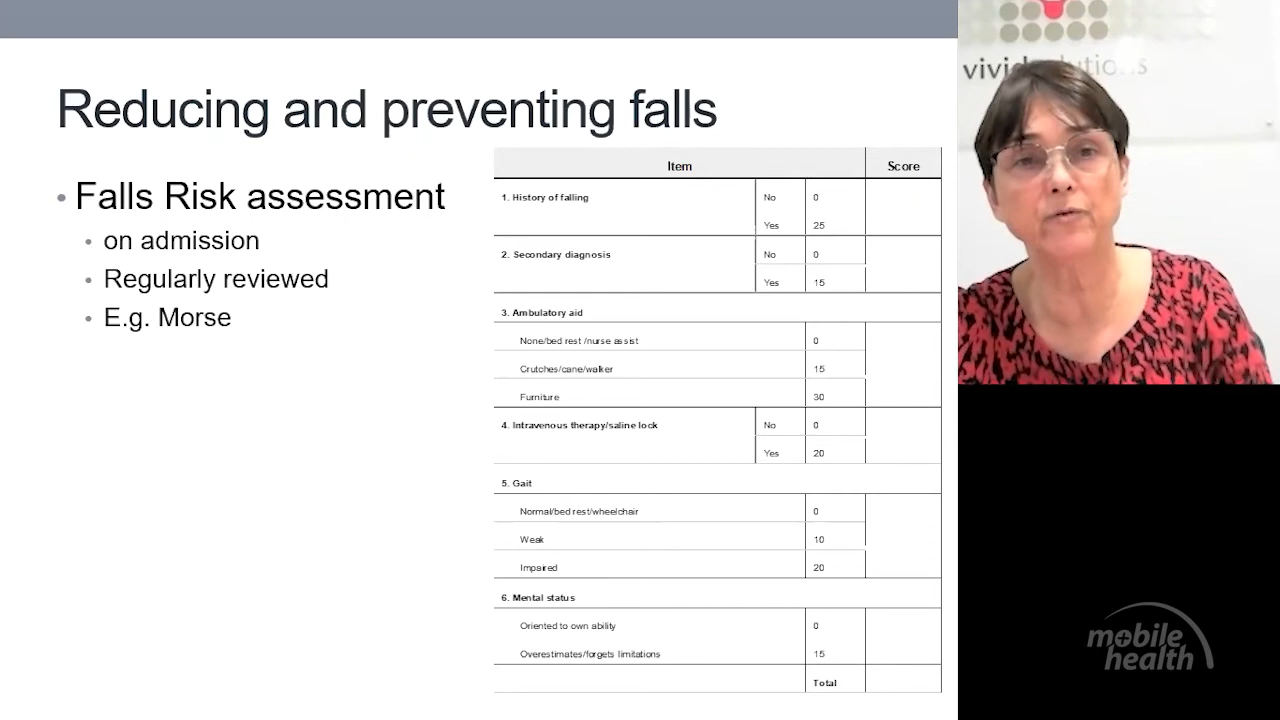 Reducing and preventing falls
• Falls Risk assessment
• on admission
• Regularly reviewed
• E.g. Morse
Item Score
1. History of falling No 0
Yes 25
2. Secondary diagnosis No 0
Yes 15
3. Ambulatory aid
None/bed rest /nurse assist 0
Crutches/cane/walker 15
Furniture 30
4. Intravenous therapy/saline lock No 0
Yes 20
5. Gait
Normal/bed rest/wheelchair 0
Weak 10
Impaired 20
6. Mental status
Oriented to own ability 0
Overestimates/forgets limitations 15
Total
mobile
health